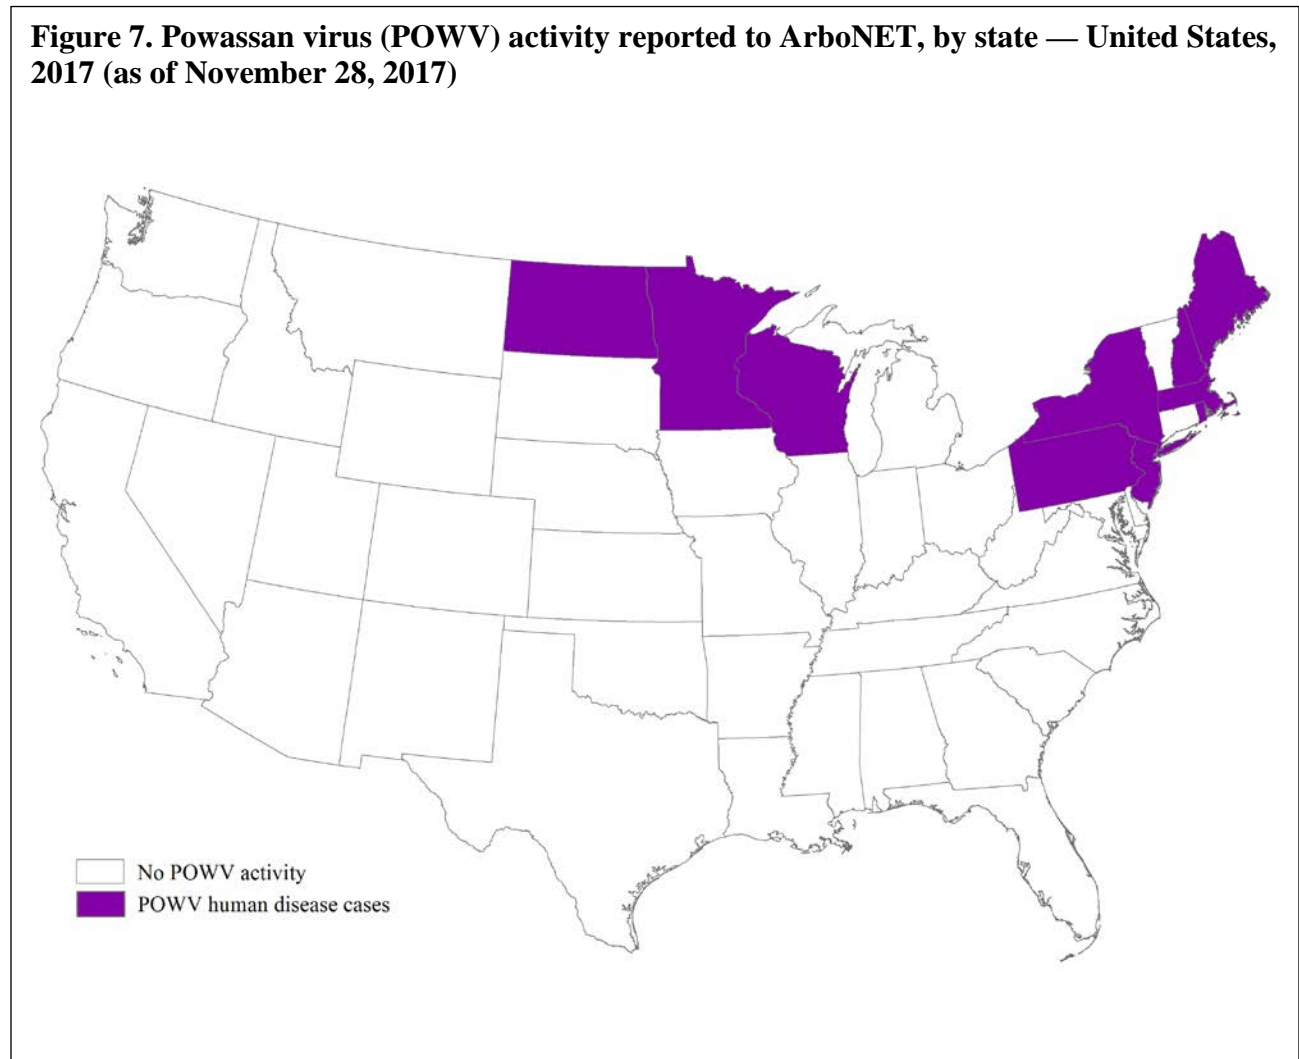 Figure 7. Powassan virus (POWV) activity reported to ArboNET, by state — United States,
2017 (as of November 28, 2017)
No POWV activity
POWV human disease cases